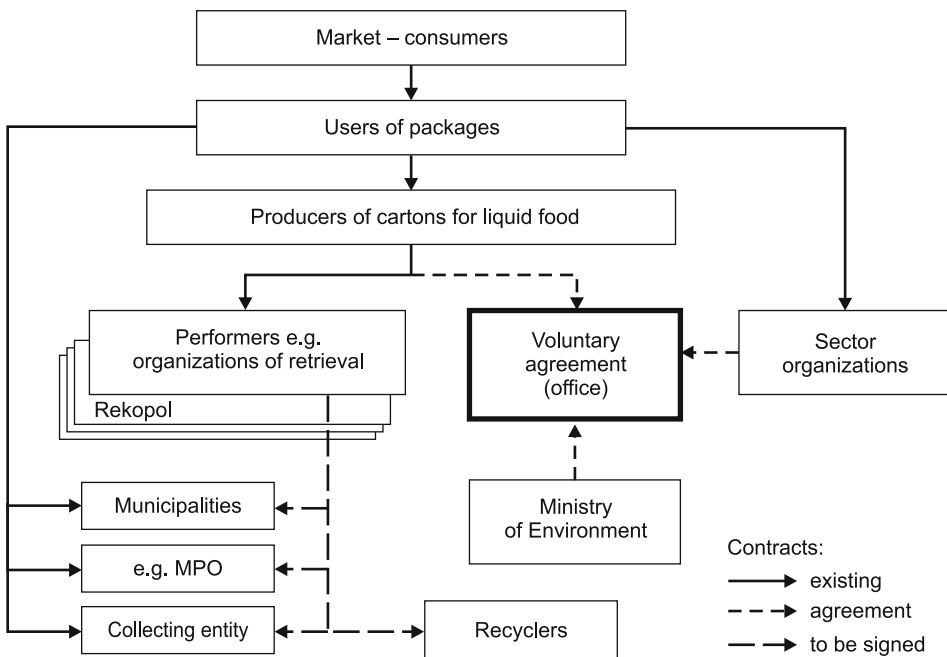 Market – consumers
Users of packages
Producers of cartons for liquid food
Performers e.g.
organizations of retrieval
Rekopol
Voluntary
agreement
(office)
Sector
organizations
Municipalities
e.g. MPO
Collecting entity
Ministry
of Environment
Recyclers
Contracts:
existing
agreement
to be signed